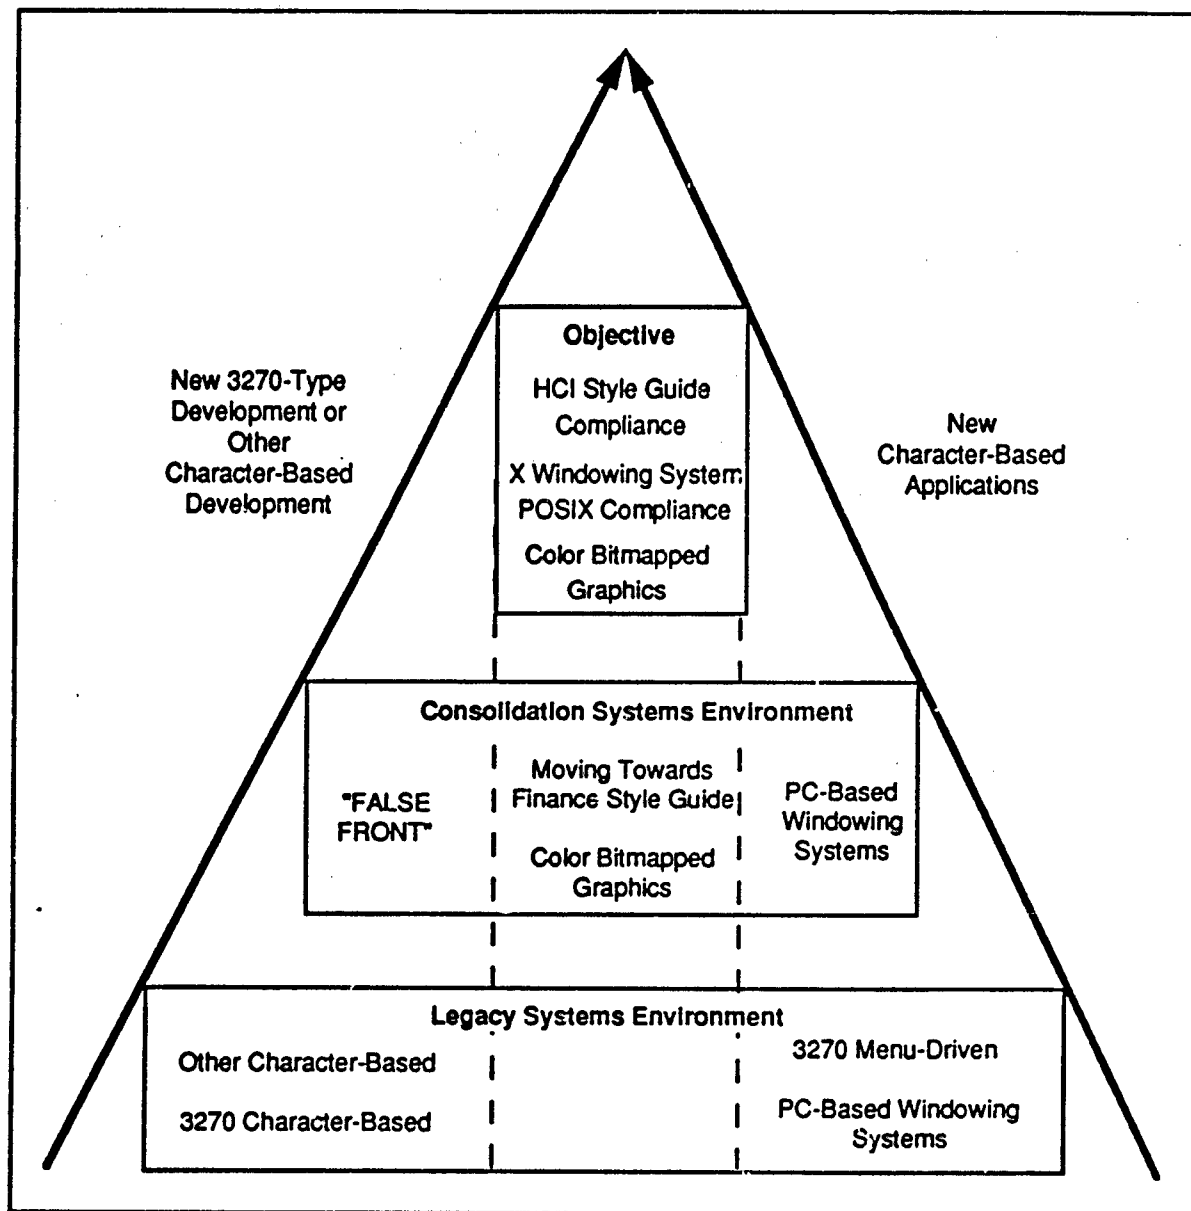 Objective
HCI Style Guide
Compliance
X Windowing System
POSIX Compliance
Color Bitmapped
Graphics
New 3270-Type
Development or
Other
Character-Based
Development
New
Character-Based
Applications
Consolidation Systems Environment
"FALSE
FRONT"
Moving Towards
Finance Style Guide
Color Bitmapped
Graphics
PC-Based
Windowing
Systems
Legacy Systems Environment
Other Character-Based
3270 Character-Based
3270 Menu-Driven
PC-Based Windowing
Systems